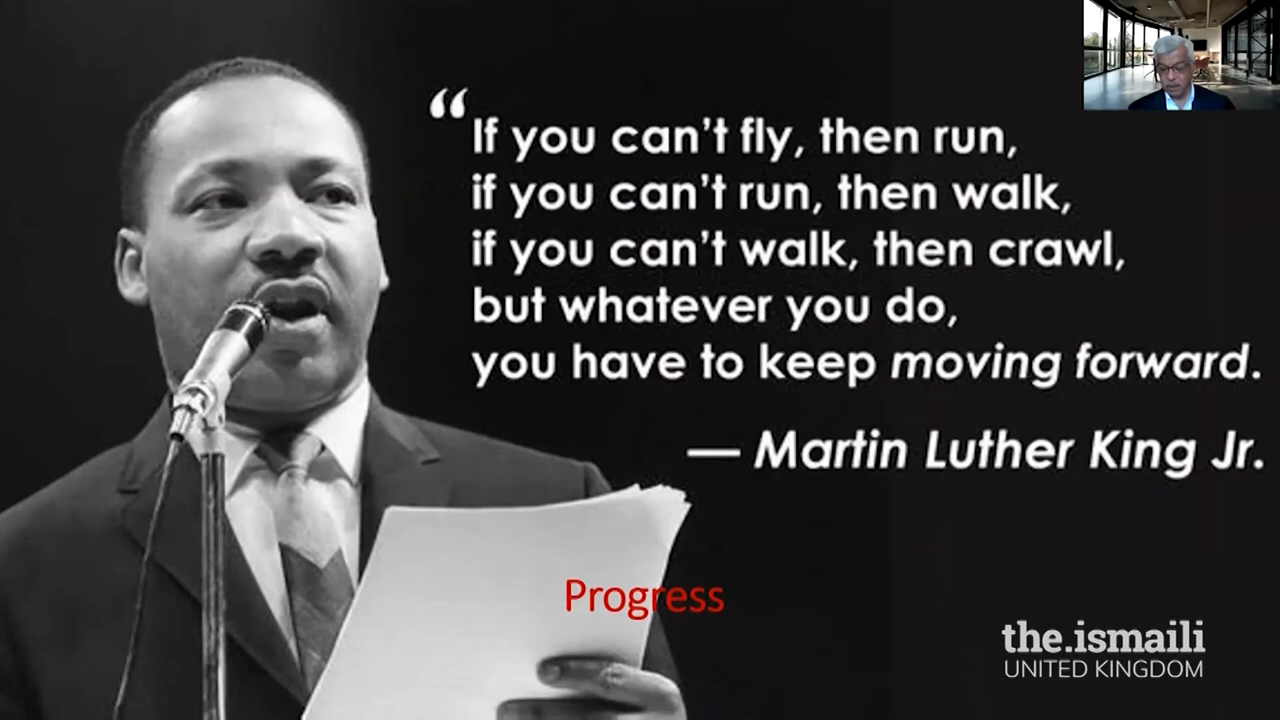 “If you can’t fly, then run,
if you can’t run, then walk,
if you can’t walk, then crawl,
but whatever you do,
you have to keep moving forward.
— Martin Luther King Jr.
Progress
the.ismaili
UNITED KINGDOM